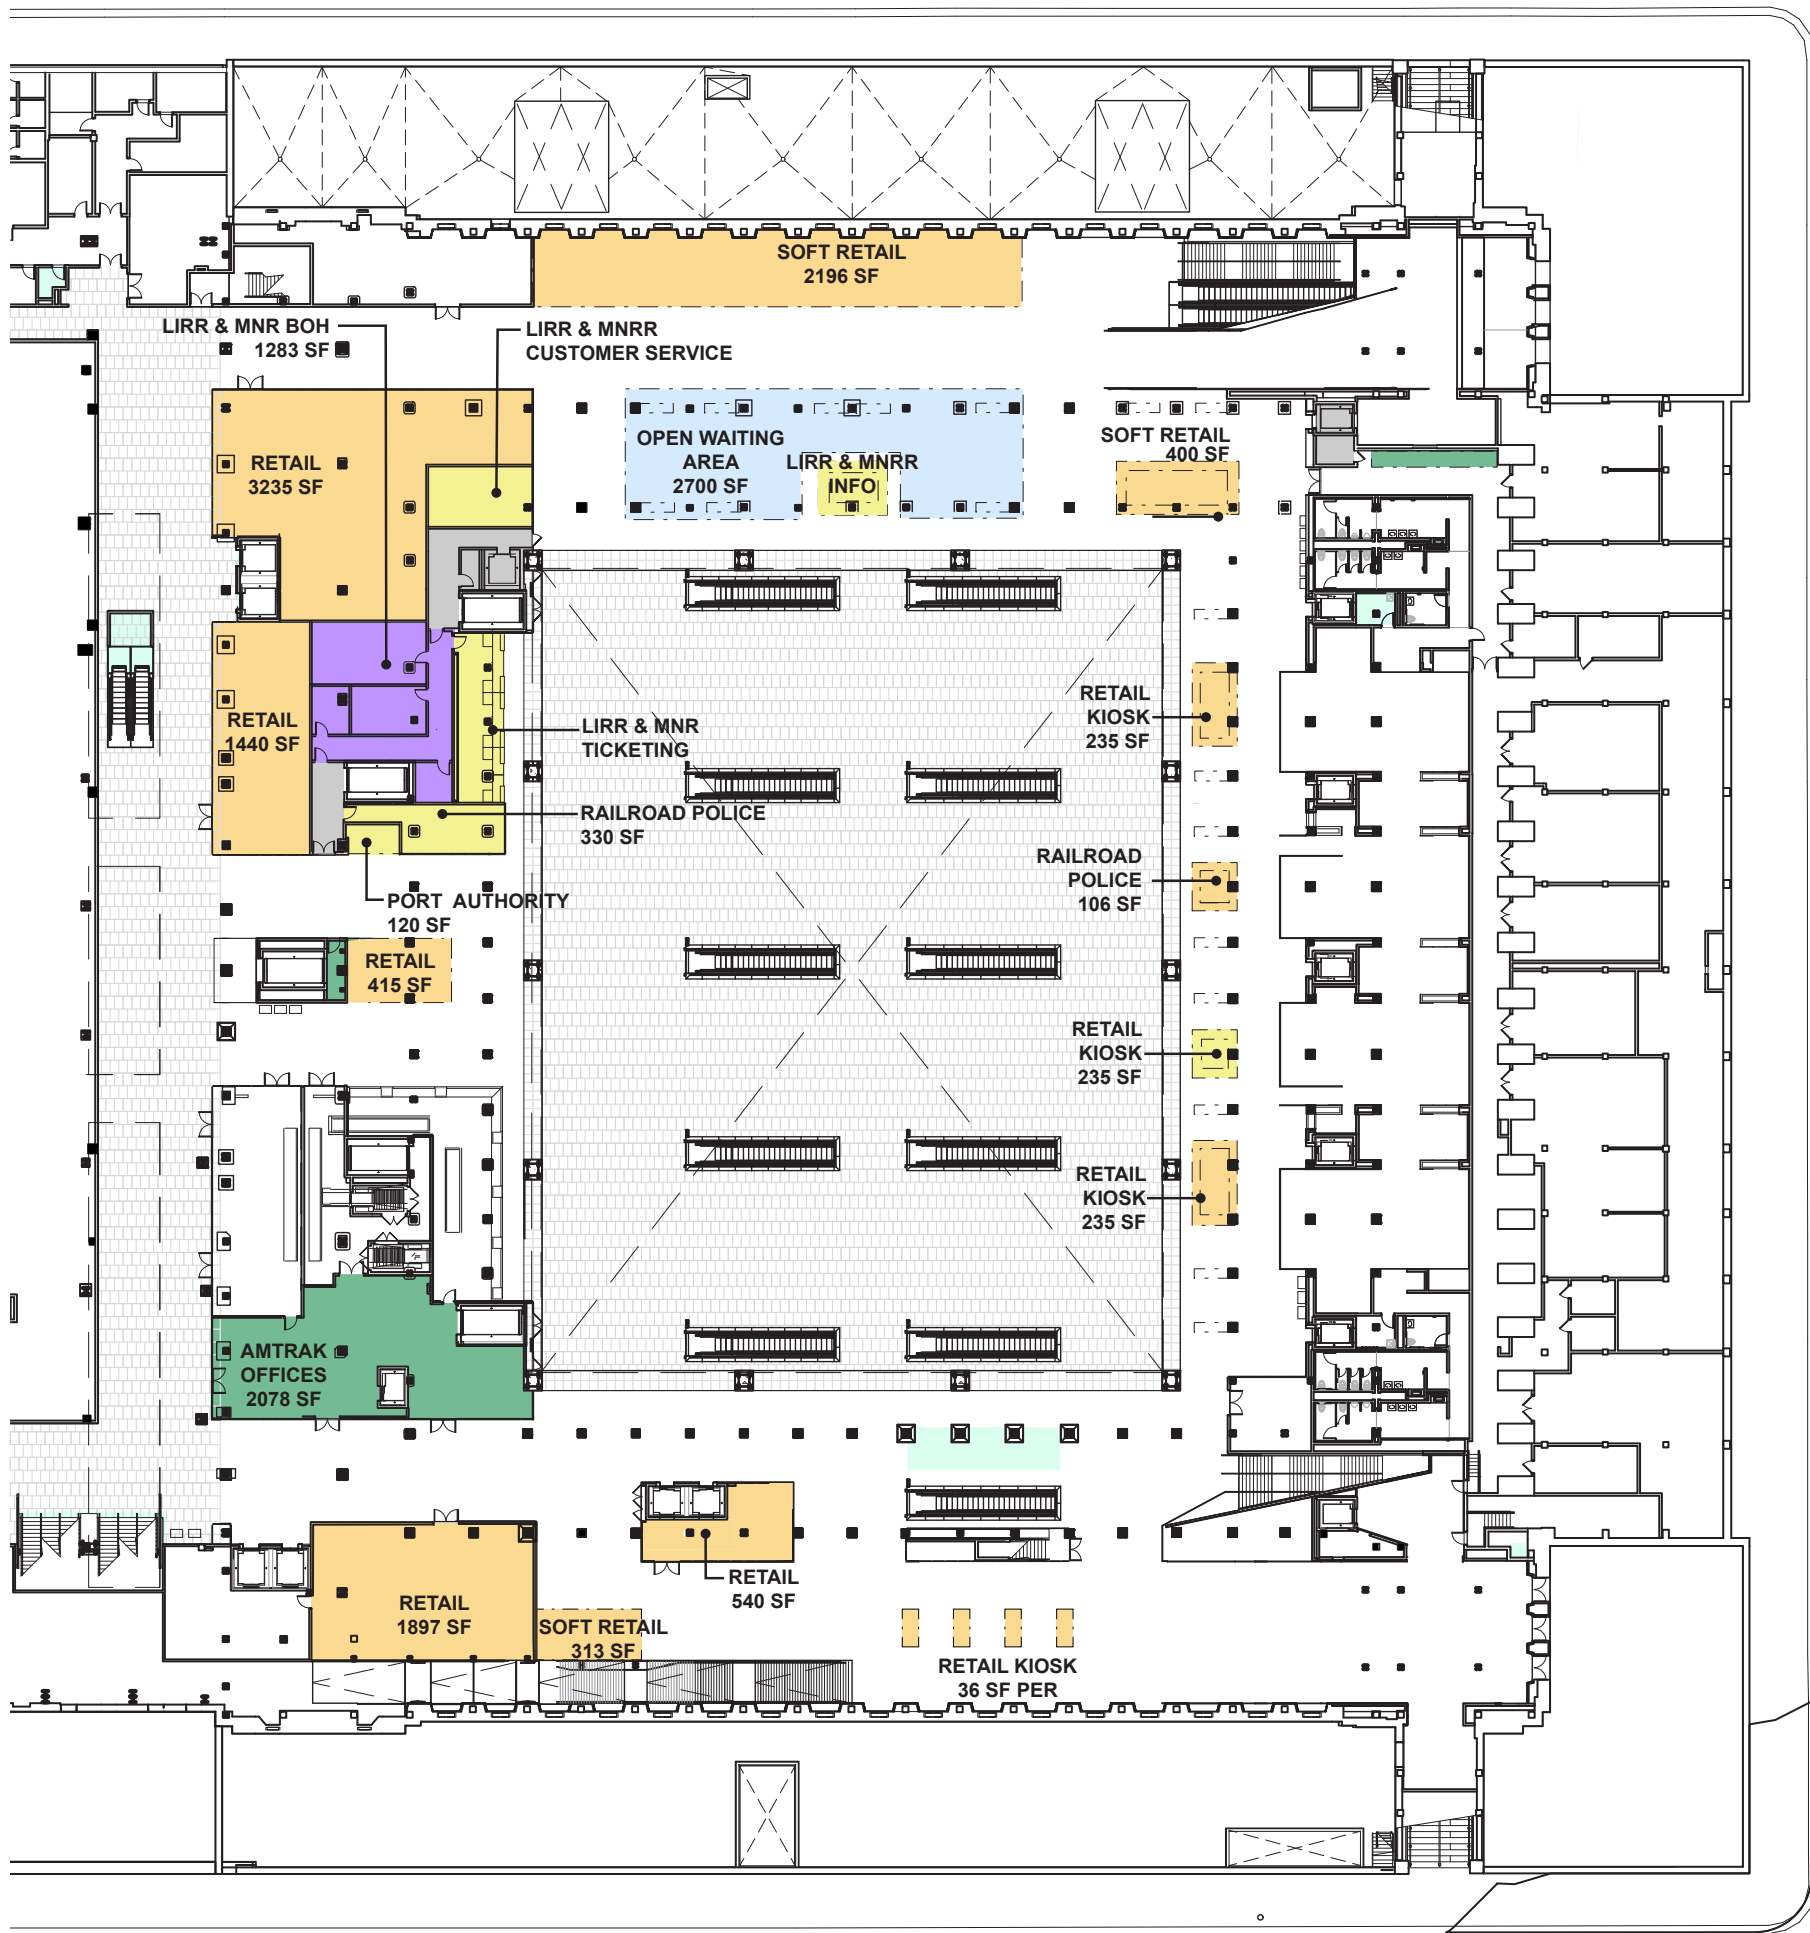 SOFT RETAIL
2196 SF
LIRR & MNR BOH
1283 SF
LIRR & MNRR
CUSTOMER SERVICE
RETAIL
3235 SF
OPEN WAITING
AREA
2700 SF
LIRR & MNRR
INFO
SOFT RETAIL
400 SF
RETAIL
1440 SF
LIRR & MNR
TICKETING
RETAIL
KIOSK
235 SF
RAILROAD POLICE
330 SF
RAILROAD
POLICE
106 SF
PORT AUTHORITY
120 SF
RETAIL
415 SF
RETAIL
KIOSK
235 SF
RETAIL
KIOSK
235 SF
AMTRAK
OFFICES
2078 SF
RETAIL
540 SF
RETAIL
1897 SF
SOFT RETAIL
313 SF
RETAIL KIOSK
36 SF PER